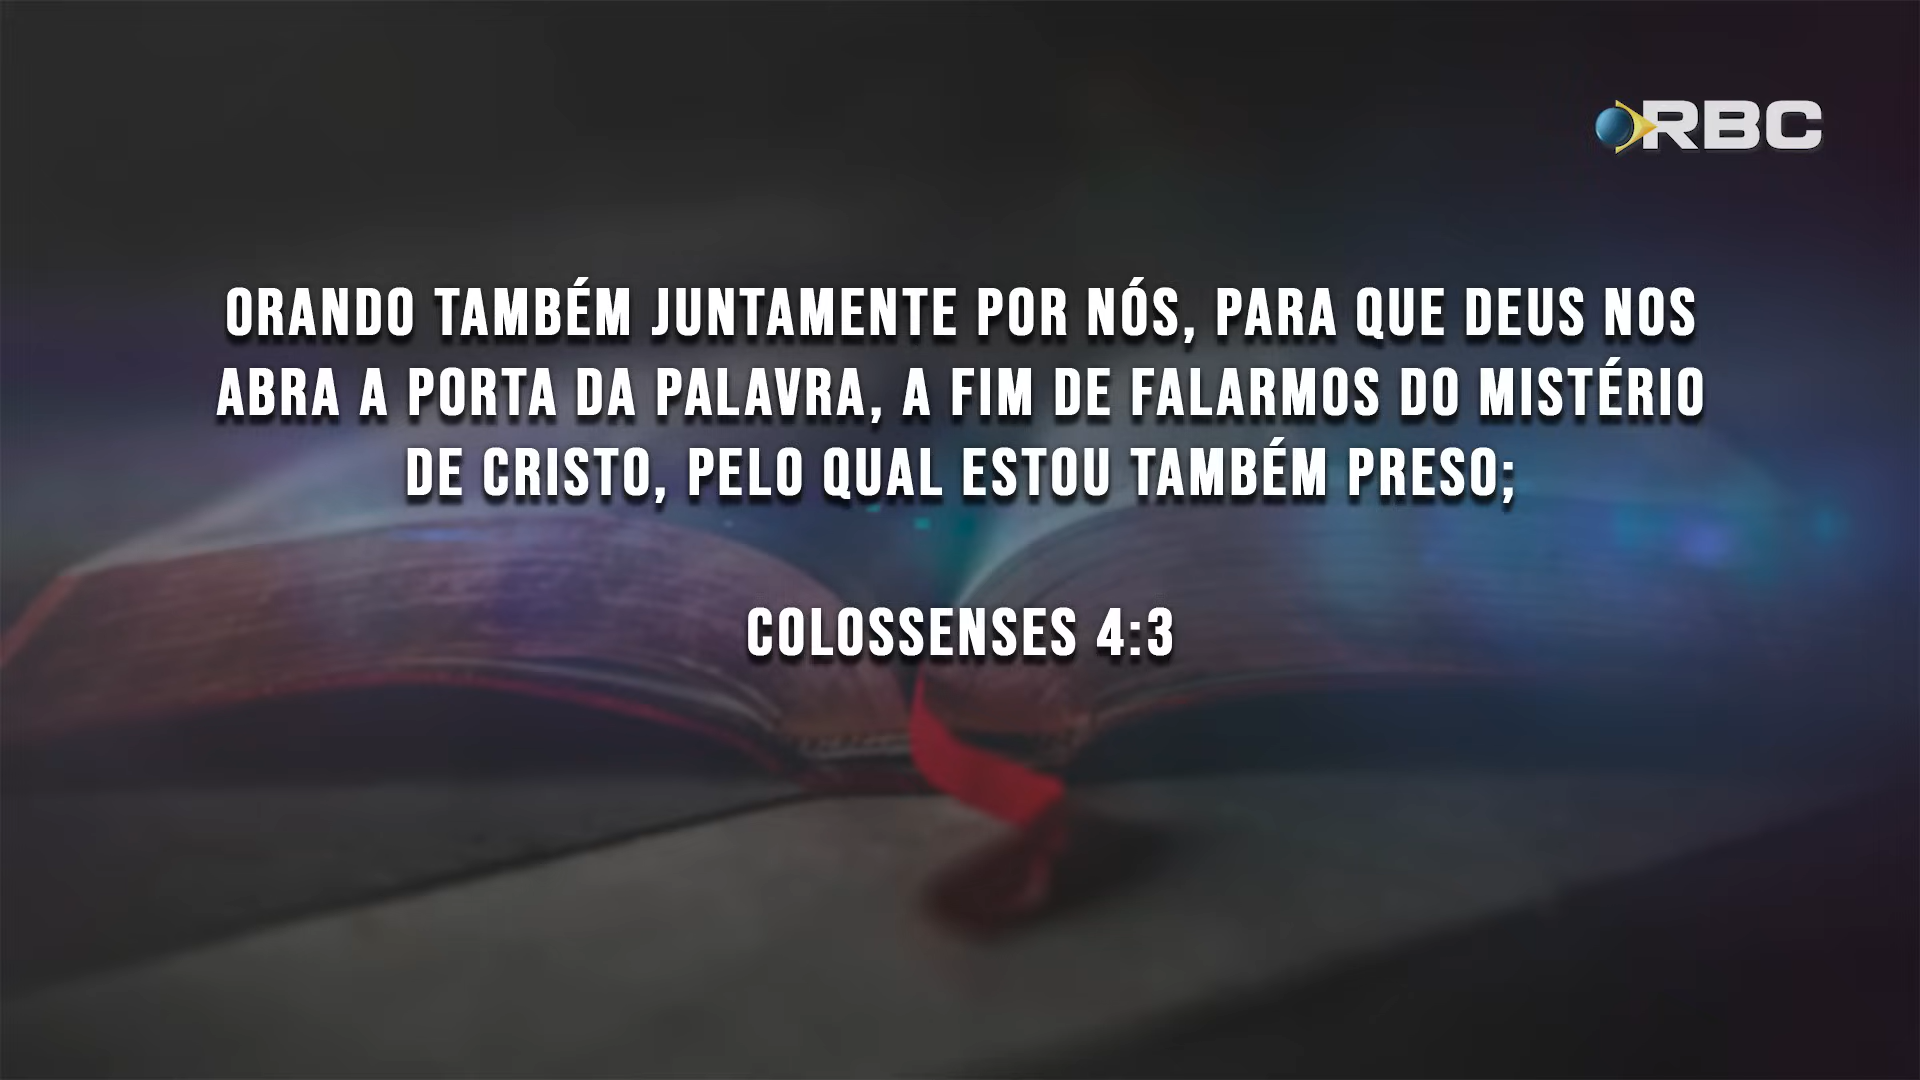 RBC
ORANDO TAMBÉM JUNTAMENTE POR NÓS, PARA QUE DEUS NOS
ABRA A PORTA DA PALAVRA, A FIM DE FALARMOS DO MISTÉRIO
DE CRISTO, PELO QUAL ESTOU TAMBÉM PRESO;
COLOSSENSES 4:3